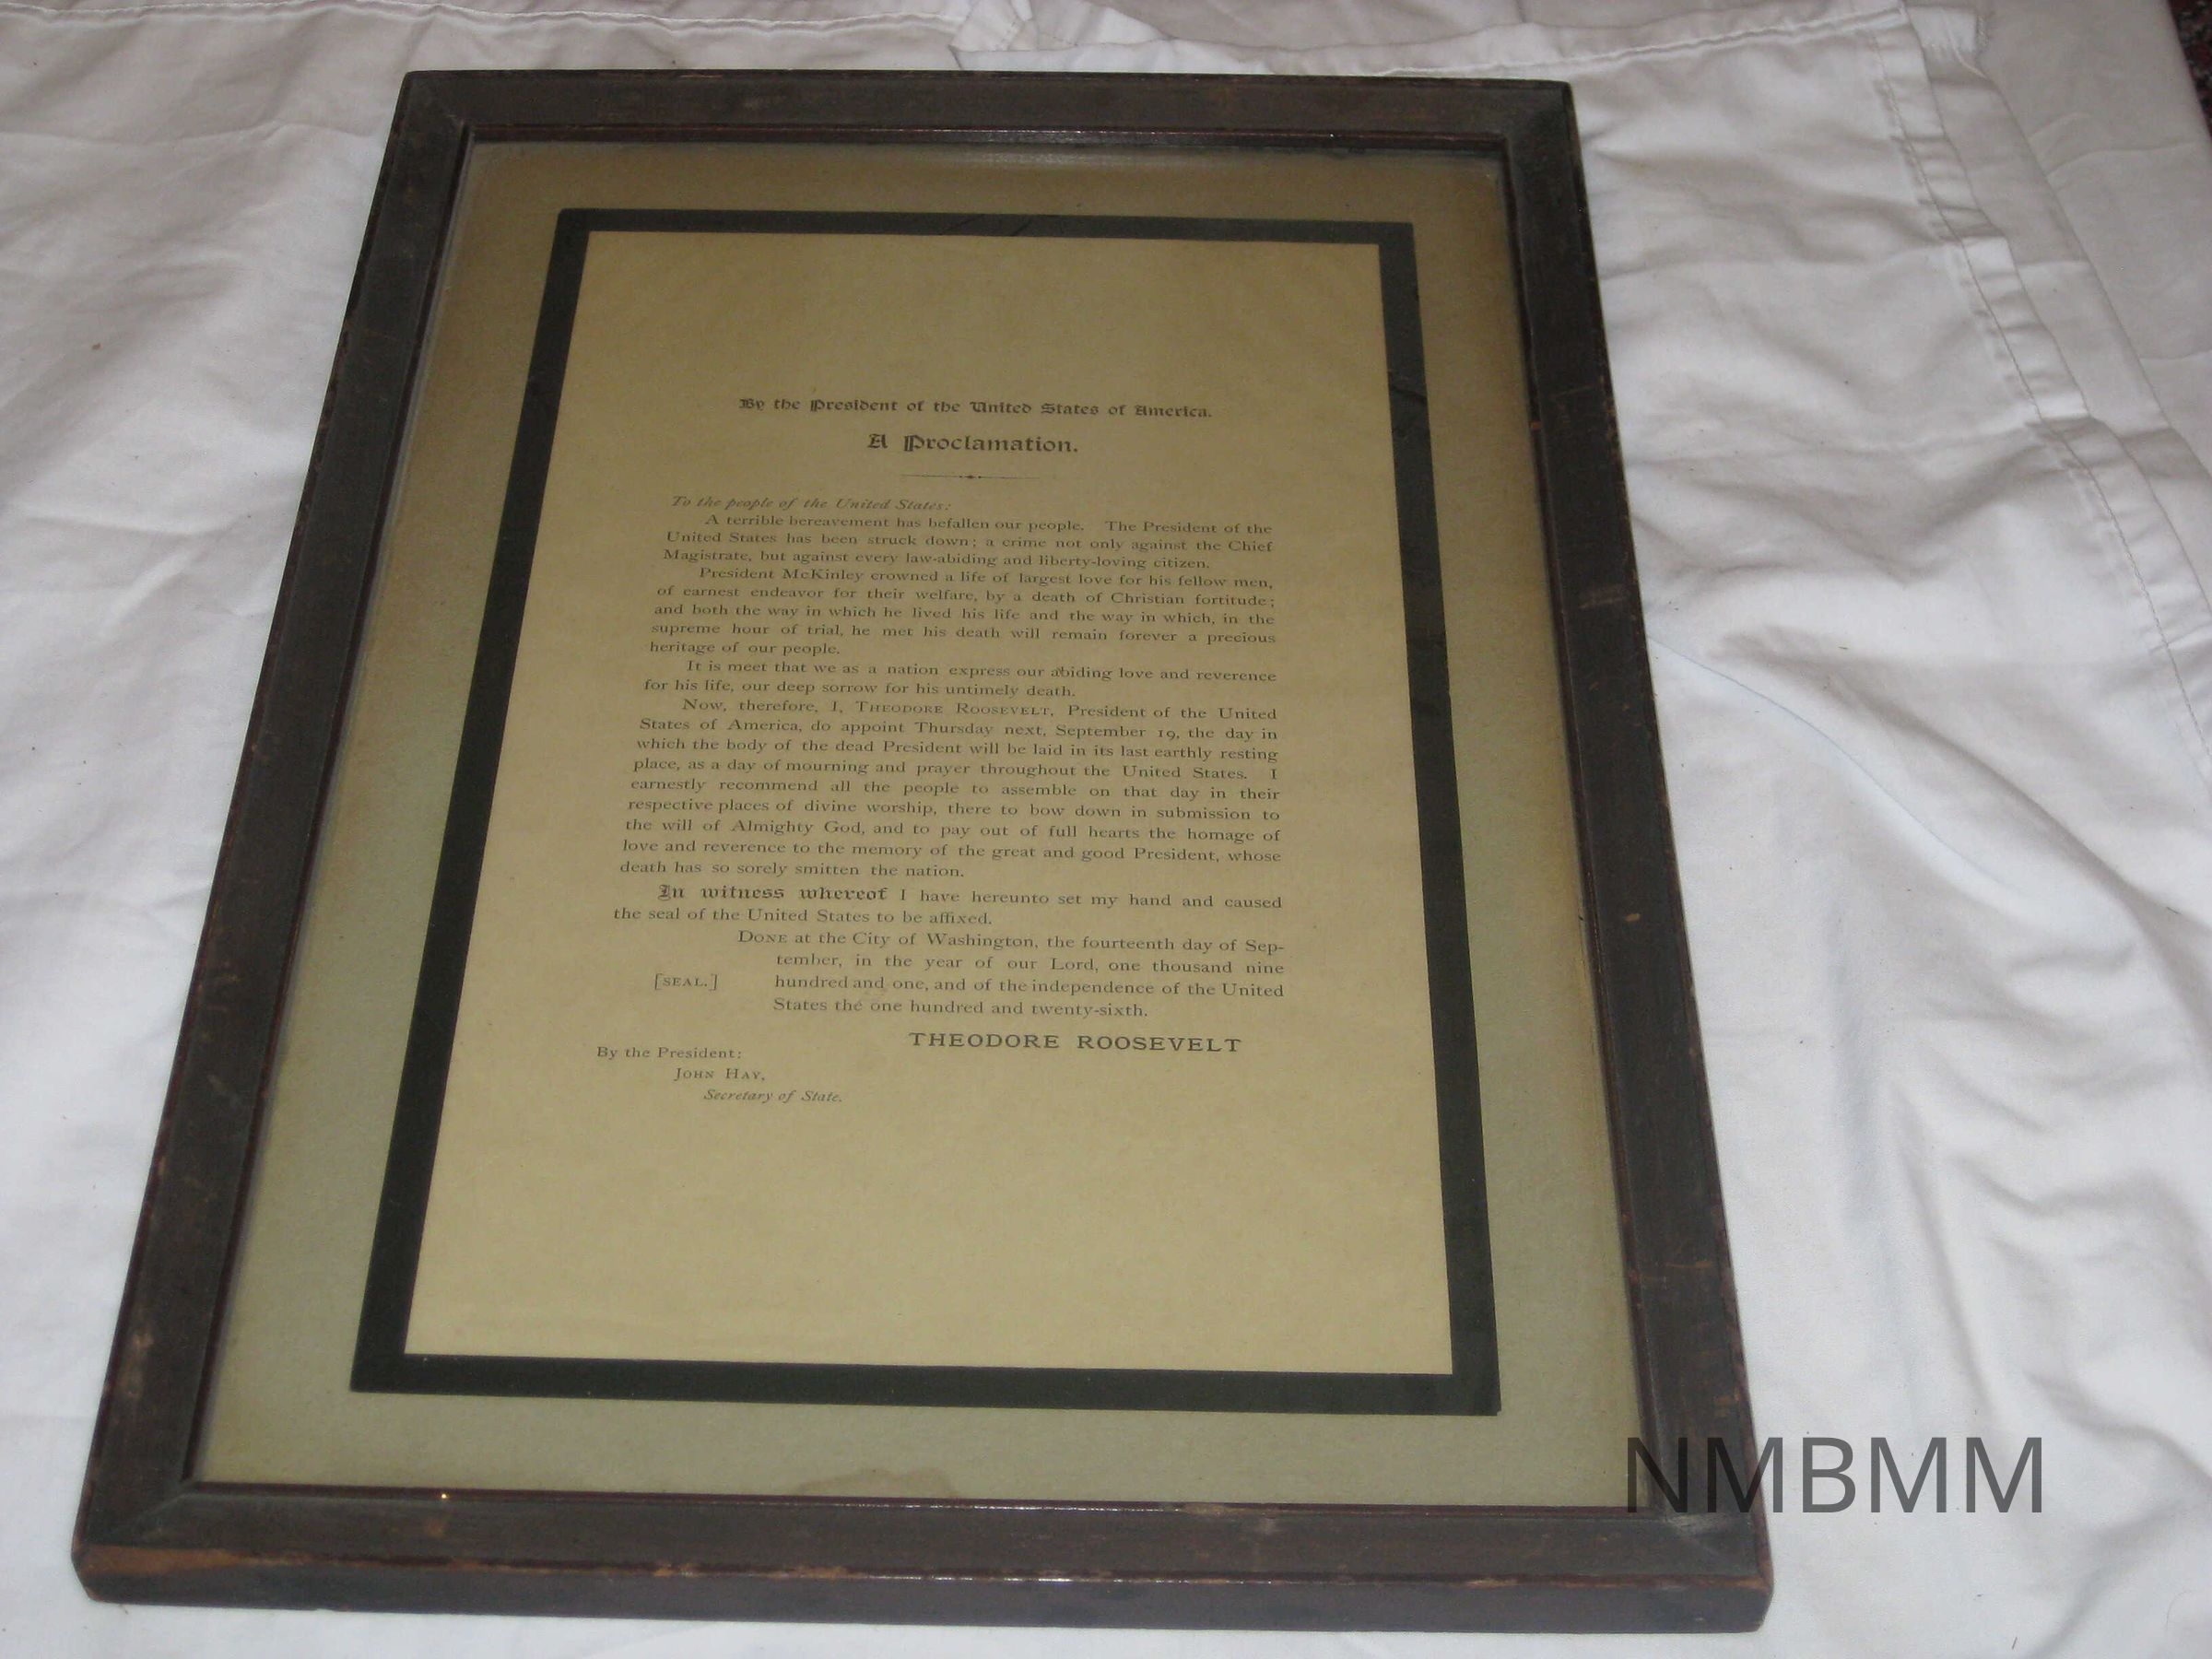 By the President of the United States of America.
A Proclamation.
To the people of the United States:
A terrible bereavement has befallen our people. The President of the
United States has been struck down; a crime not only against the Chief
Magistrate, but against every law-abiding and liberty-loving citizen.
President McKinley crowned a life of largest love for his fellow men,
of earnest endeavor for their welfare, by a death of Christian fortitude;
and both the way in which he lived his life and the way in which, in the
supreme hour of trial, he met his death will remain forever a precious
heritage of our people.
It is meet that we as a nation express our abiding love and reverence
for his life, our deep sorrow for his untimely death.
Now, therefore, I, THEODORE ROOSEVELT, President of the United
States of America, do appoint Thursday next, September 19, the day in
which the body of the dead President will be laid in its last earthly resting
place, as a day of mourning and prayer throughout the United States. I
earnestly recommend all the people to assemble on that day in their
respective places of divine worship, there to bow down in submission to
the will of Almighty God, and to pay out of full hearts the homage of
love and reverence to the memory of the great and good President, whose
death has so sorely smitten the nation.
In witness whereof I have hereunto set my hand and caused
the seal of the United States to be affixed.
DONE at the City of Washington, the fourteenth day of Sep-
tember, in the year of our Lord, one thousand nine
[SEAL.] hundred and one, and of the independence of the United
States the one hundred and twenty-sixth.
THEODORE ROOSEVELT
By the President:
JOHN HAY,
Secretary of State.
NMBMM